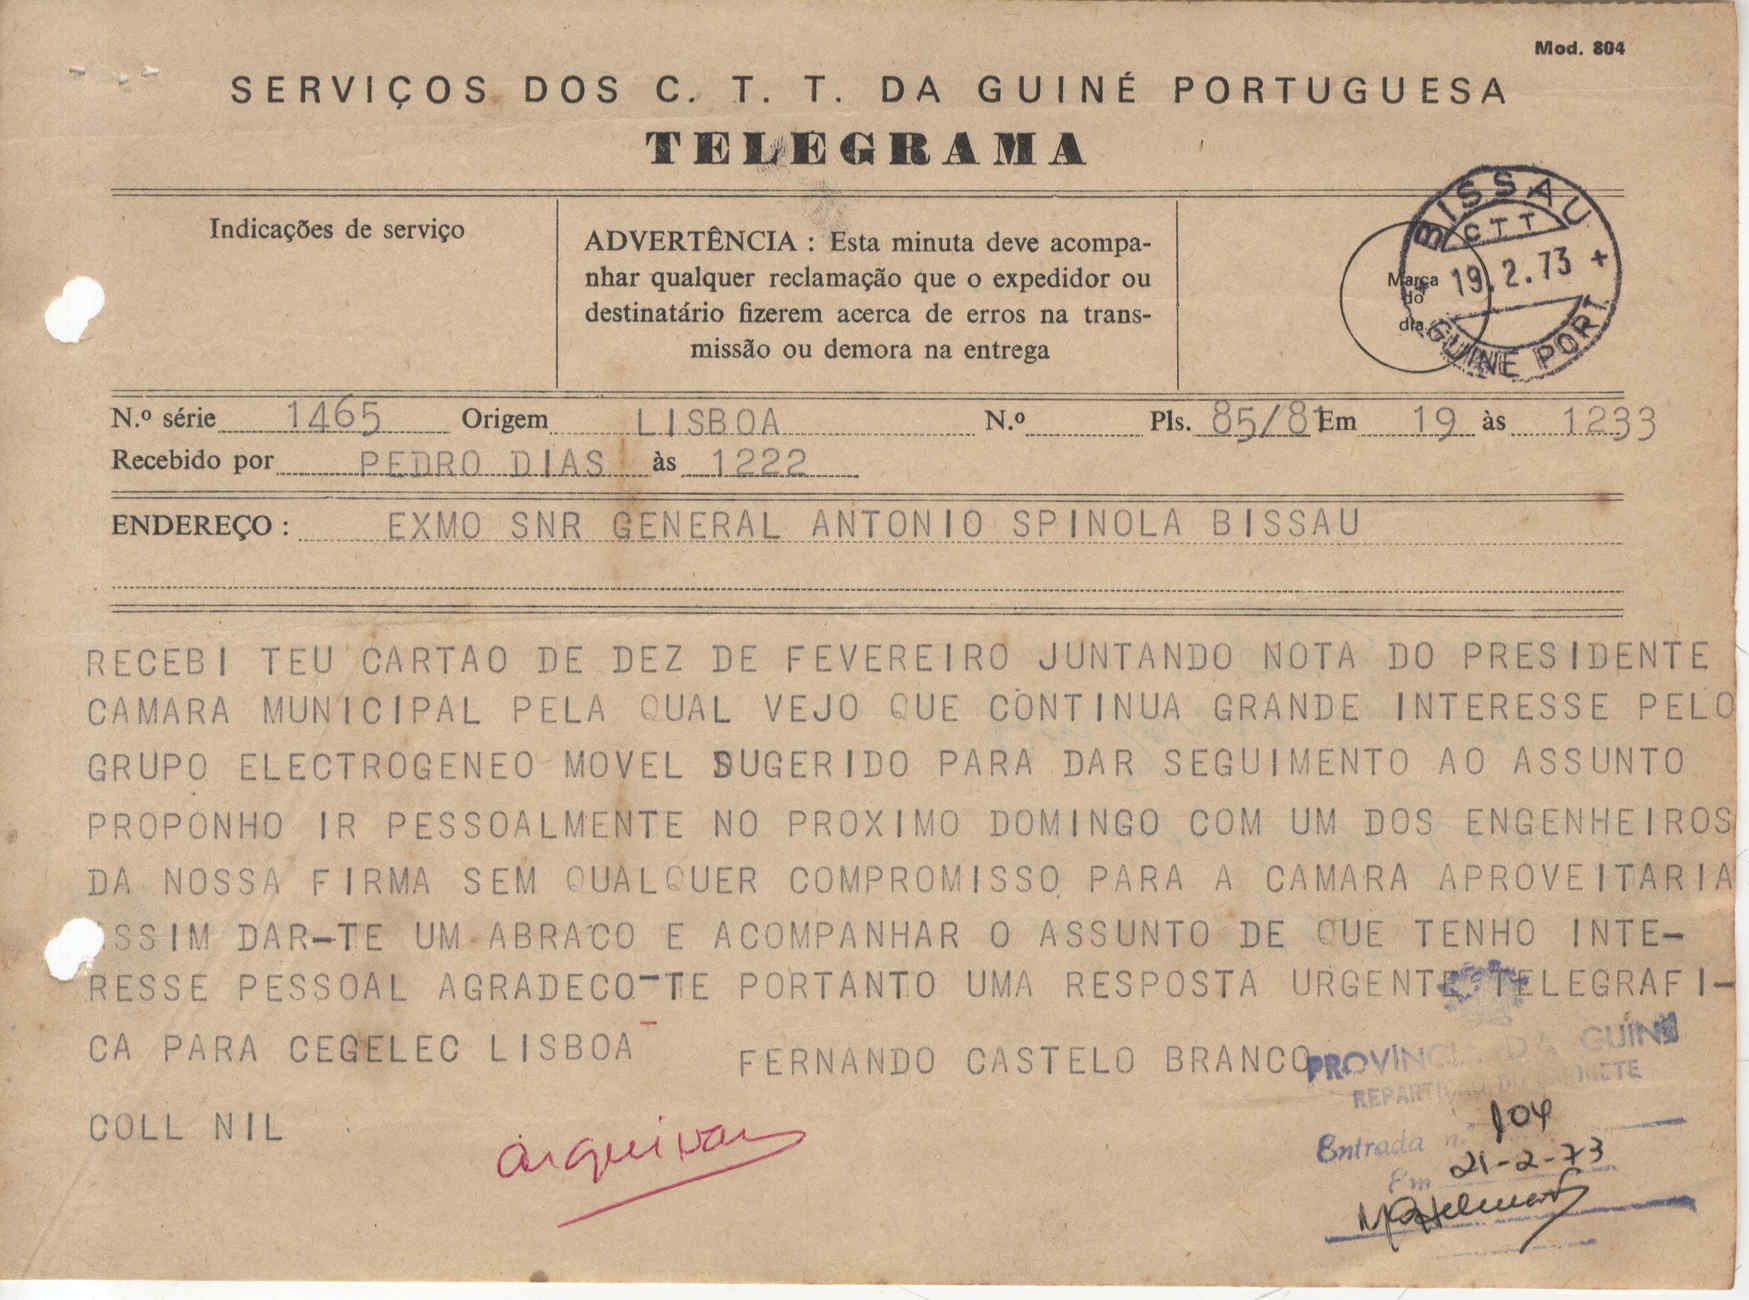 Mod. 804
SERVIÇOS DOS C. T. T. DA GUINÉ PORTUGUESA
TELEGRAMA
Indicações de serviço
ADVERTÊNCIA : Esta minuta deve acompa-
nhar qualquer reclamação que o expedidor ou
destinatário fizerem acerca de erros na trans-
missão ou demora na entrega
Marca
do
dia
BISSAU
CTT
19.2.73 +
GUINE PORT
N.º série 1465 Origem LISBOA N.º Pls. 85/81 Em 19 às 1233
Recebido por PEDRO DIAS às 1222
ENDEREÇO : EXMO SNR GENERAL ANTONIO SPINOLA BISSAU
RECEBI TEU CARTAO DE DEZ DE FEVEREIRO JUNTANDO NOTA DO PRESIDENTE
CAMARA MUNICIPAL PELA QUAL VEJO QUE CONTINUA GRANDE INTERESSE PELO
GRUPO ELECTROGENEO MOVEL SUGERIDO PARA DAR SEGUIMENTO AO ASSUNTO
PROPONHO IR PESSOALMENTE NO PROXIMO DOMINGO COM UM DOS ENGENHEIROS
DA NOSSA FIRMA SEM QUALQUER COMPROMISSO PARA A CAMARA APROVEITARIA
ASSIM DAR-TE UM ABRACO E ACOMPANHAR O ASSUNTO DE QUE TENHO INTE-
RESSE PESSOAL AGRADECO-TE PORTANTO UMA RESPOSTA URGENTE TELEGRAFI-
CA PARA CEGELEC LISBOA FERNANDO CASTELO BRANCO
PROVINCIA DA GUINÉ
REPARTIÇÃO DO GABINETE
COLL NIL
arquivar
Entrada n.º 104
Em 21-2-73